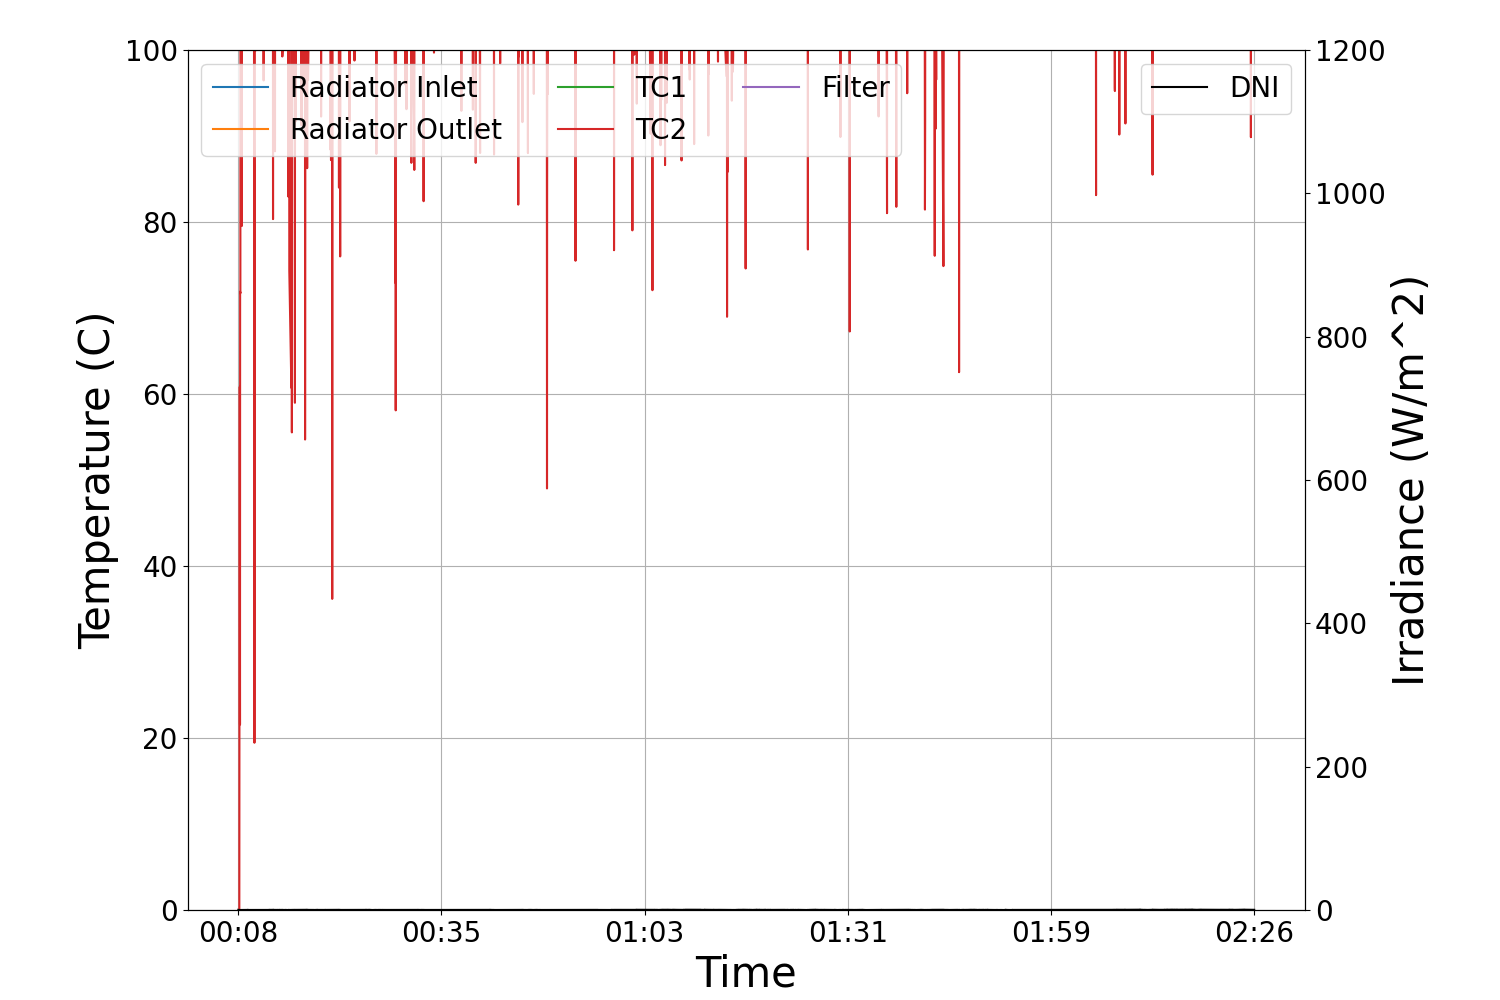 Radiator Inlet
Radiator Outlet
TC1
TC2
Filter
DNI
Temperature (C)
100
80
60
40
20
0
1200
1000
800
600
400
200
0
Irradiance (W/m^2)
00:08 00:35 01:03 01:31 01:59 02:26
Time